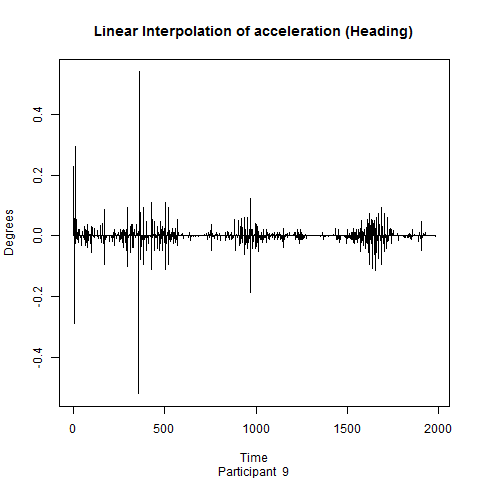 Linear Interpolation of acceleration (Heading)
0.4
0.2
0.0
-0.2
-0.4
Degrees
0 500 1000 1500 2000
Time
Participant 9